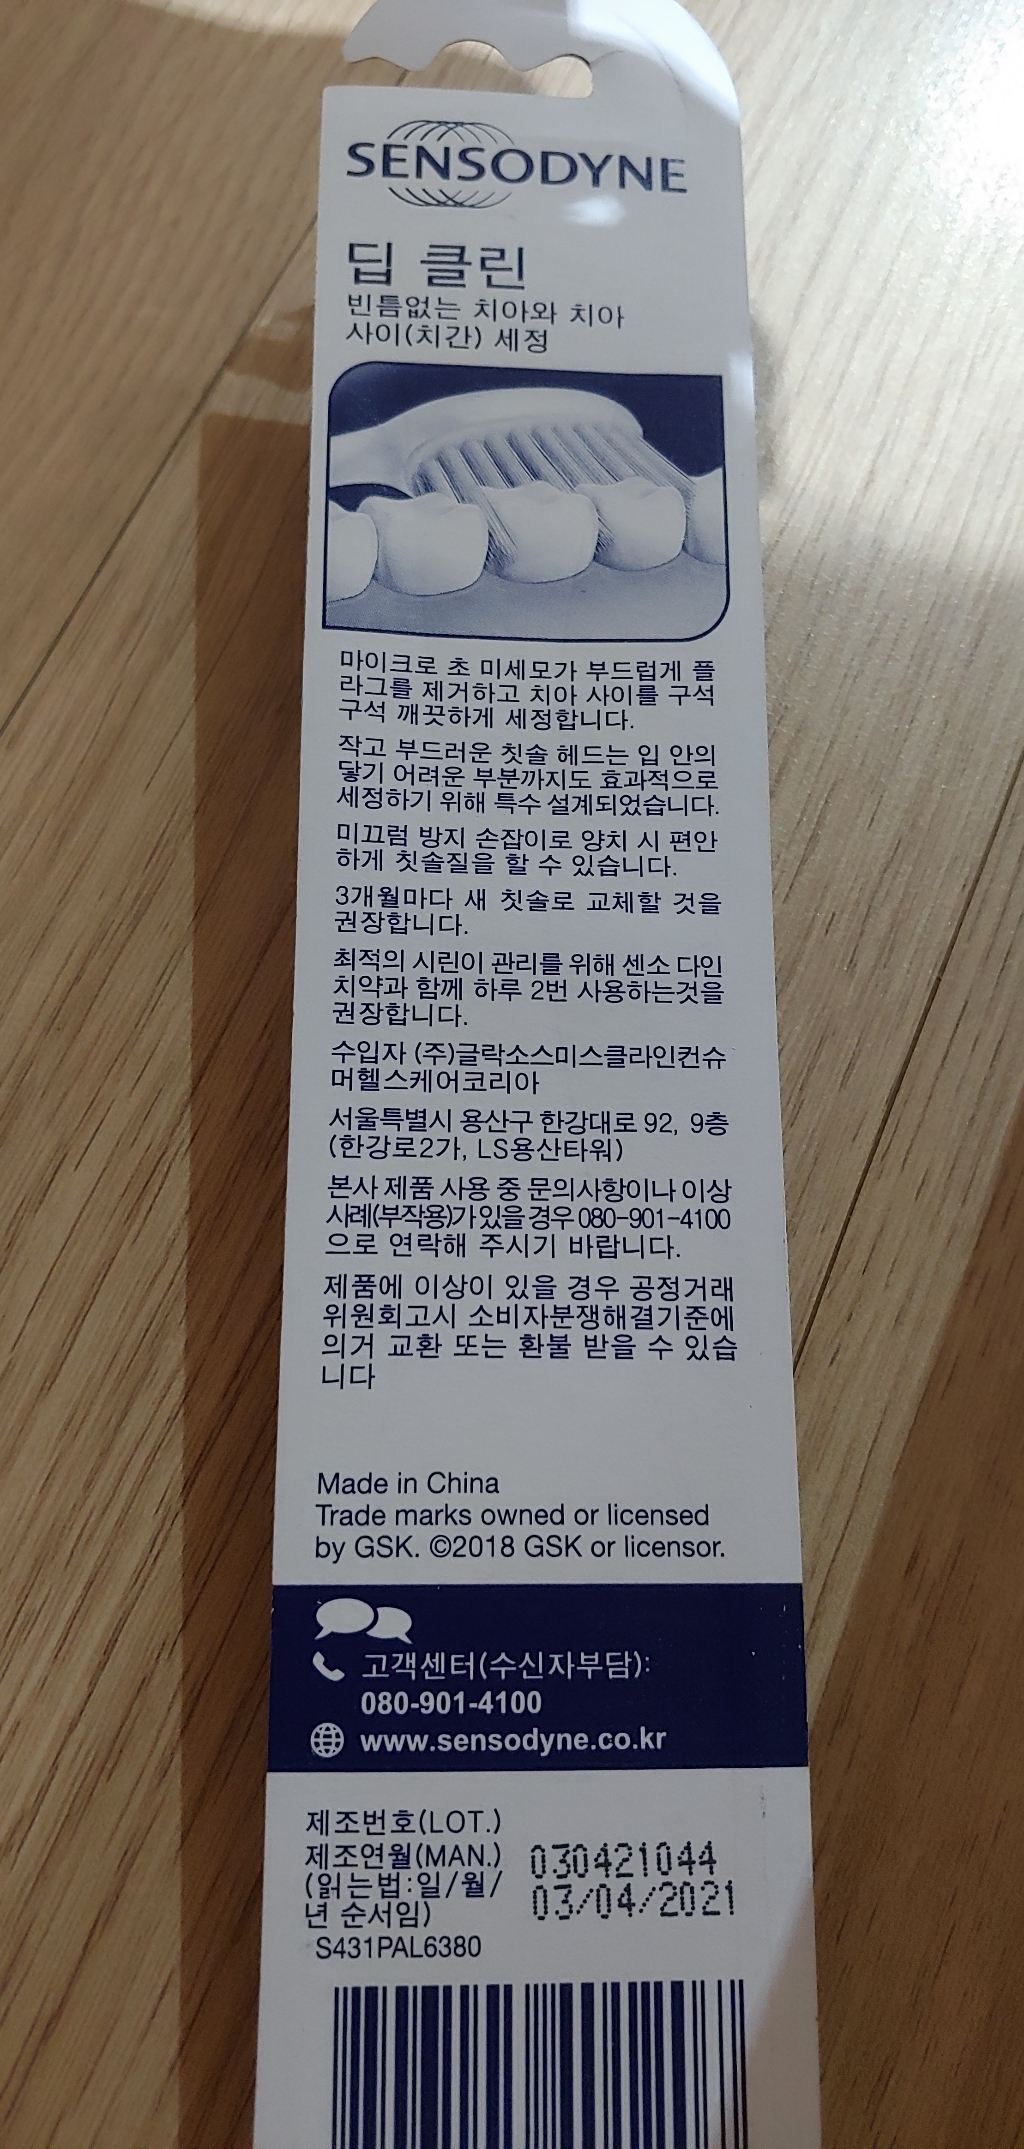 SENSODYNE
딥 클린
빈틈없는 치아와 치아
사이(치간) 세정
마이크로 초 미세모가 부드럽게 플
라그를 제거하고 치아 사이를 구석
구석 깨끗하게 세정합니다.
작고 부드러운 칫솔 헤드는 입 안의
닿기 어려운 부분까지도 효과적으로
세정하기 위해 특수 설계되었습니다.
미끄럼 방지 손잡이로 양치 시 편안
하게 칫솔질을 할 수 있습니다.
3개월마다 새 칫솔로 교체할 것을
권장합니다.
최적의 시린이 관리를 위해 센소 다인
치약과 함께 하루 2번 사용하는것을
권장합니다.
수입자 (주)글락소스미스클라인컨슈
머헬스케어코리아
서울특별시 용산구 한강대로 92, 9층
(한강로2가, LS용산타워)
본사 제품 사용 중 문의사항이나 이상
사례(부작용)가 있을 경우 080-901-4100
으로 연락해 주시기 바랍니다.
제품에 이상이 있을 경우 공정거래
위원회고시 소비자분쟁해결기준에
의거 교환 또는 환불 받을 수 있습
니다
Made in China
Trade marks owned or licensed
by GSK. ©2018 GSK or licensor.
고객센터(수신자부담):
080-901-4100
www.sensodyne.co.kr
제조번호(LOT.)
제조연월(MAN.) 030421044
(읽는법:일/월/ 03/04/2021
년 순서임)
S431PAL6380